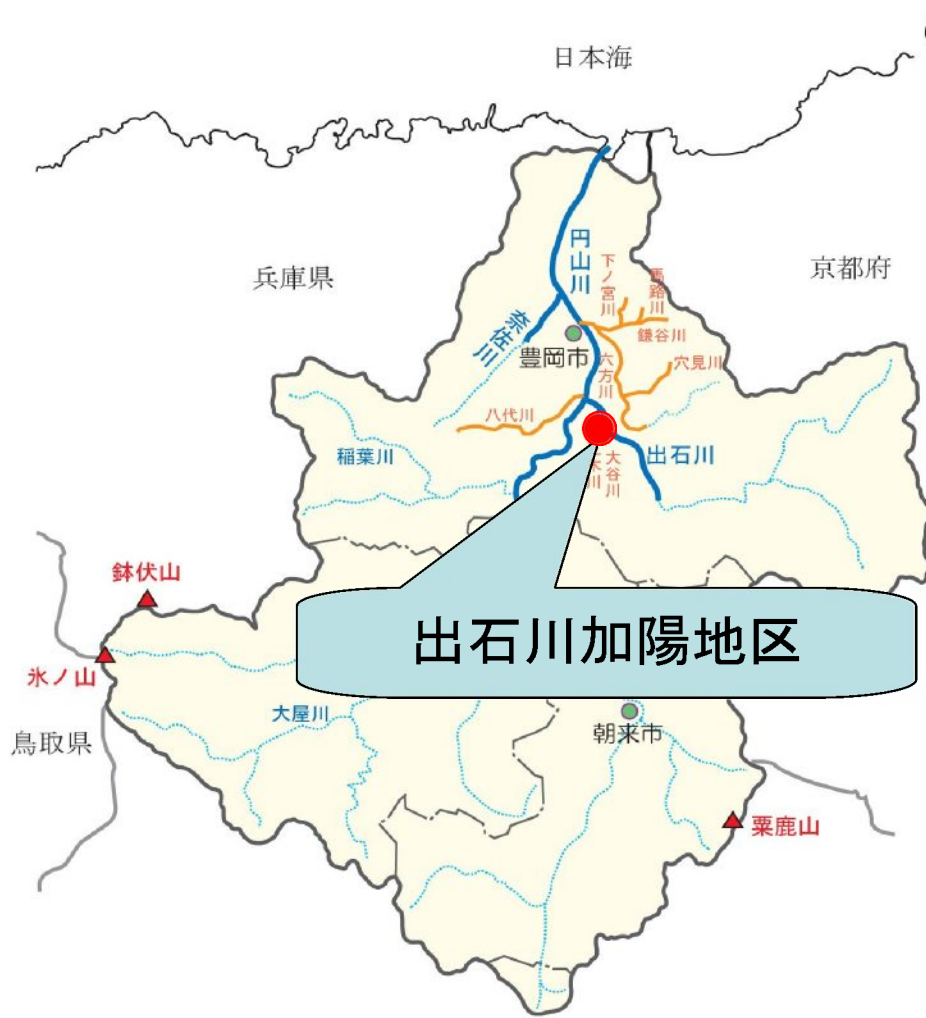 日本海
兵庫県
京都府
円山川
下ノ宮川
馬路川
奈佐川
鎌谷川
豊岡市
六方川
穴見川
八代川
稲葉川
出石川
大谷川
鉢伏山
出石川加陽地区
氷ノ山
大屋川
鳥取県
朝来市
粟鹿山